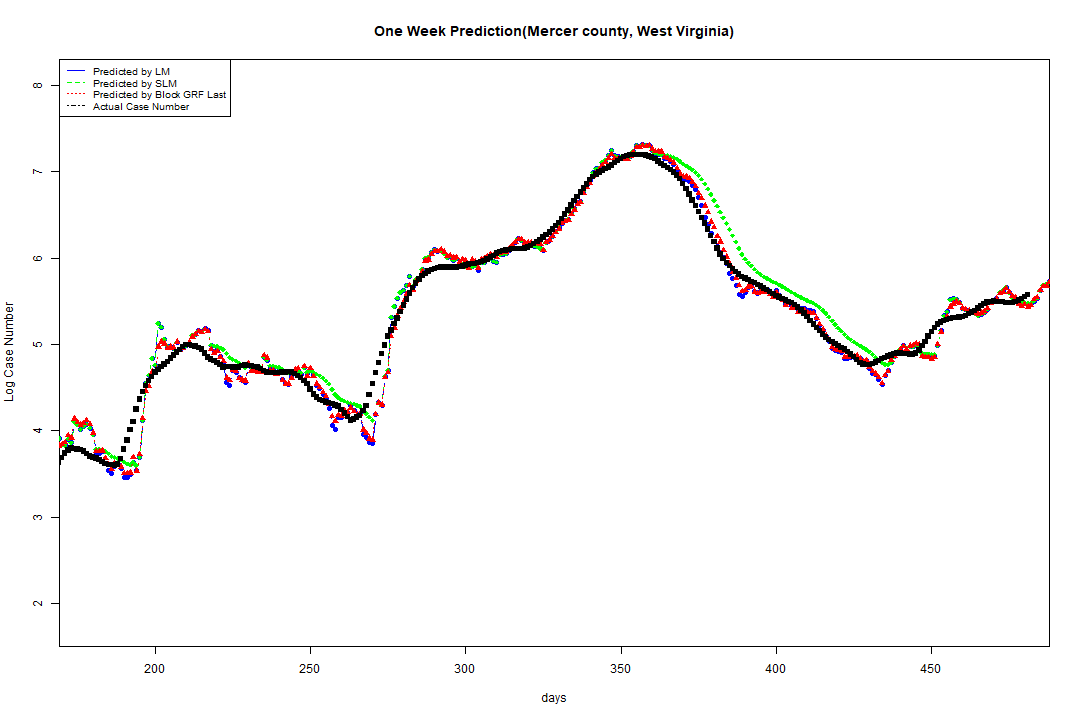 One Week Prediction(Mercer county, West Virginia)
Predicted by LM
Predicted by SLM
Predicted by Block GRF Last
Actual Case Number
8
7
6
5
4
3
2
Log Case Number
200 250 300 350 400 450
days